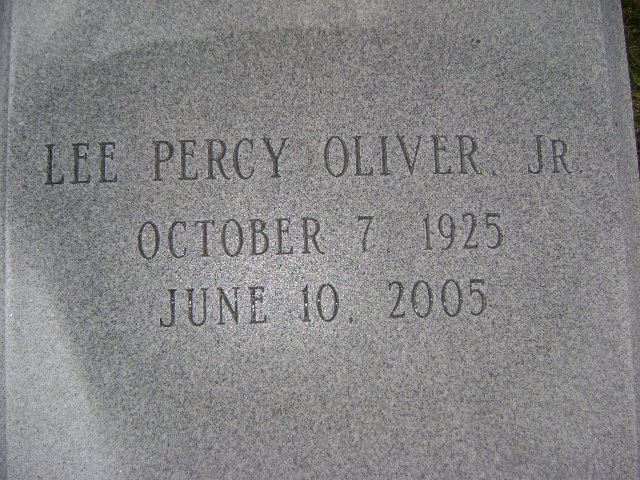 LEE PERCY OLIVER, JR.
OCTOBER 7, 1925
JUNE 10, 2005